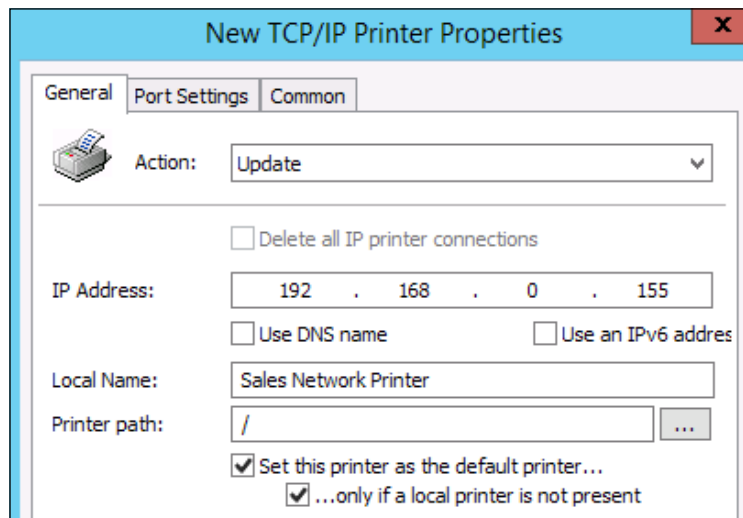 New TCP/IP Printer Properties
x
General Port Settings Common
Action: Update
Delete all IP printer connections
IP Address: 192 . 168 . 0 . 155
Use DNS name Use an IPv6 addres
Local Name: Sales Network Printer
Printer path: / ...
Set this printer as the default printer...
...only if a local printer is not present